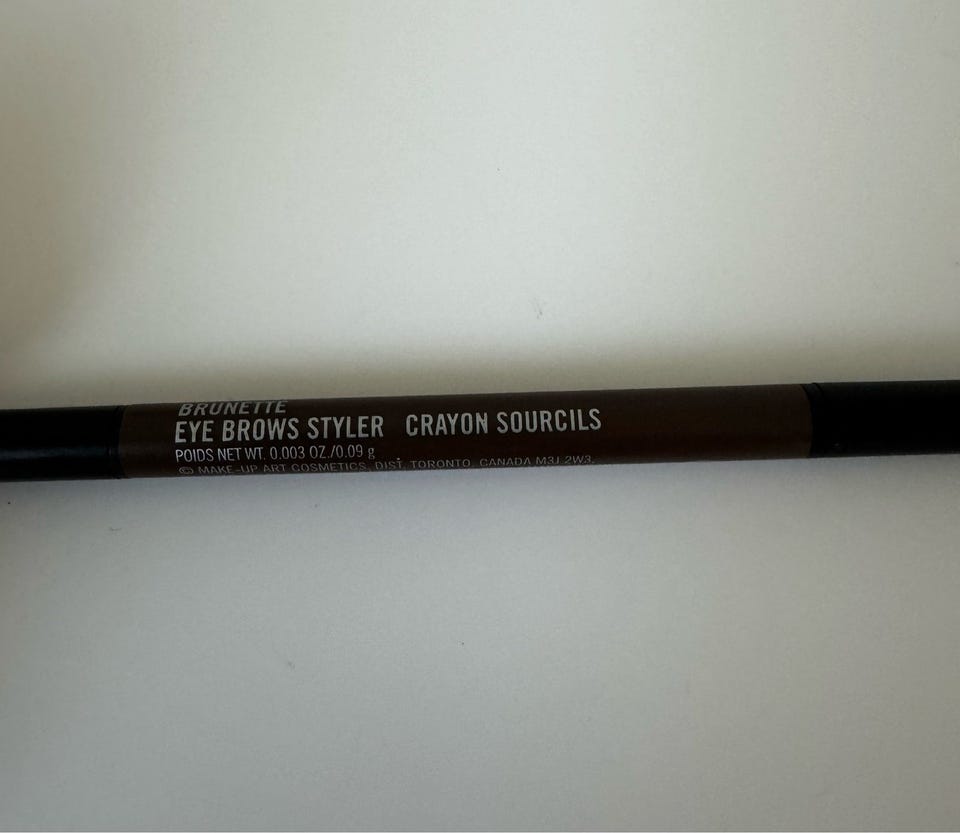 BRUNETTE
EYE BROWS STYLER CRAYON SOURCILS
POIDS NET WT. 0.003 OZ./0.09 g
© MAKE-UP ART COSMETICS, DIST. TORONTO, CANADA M3J 2W3.